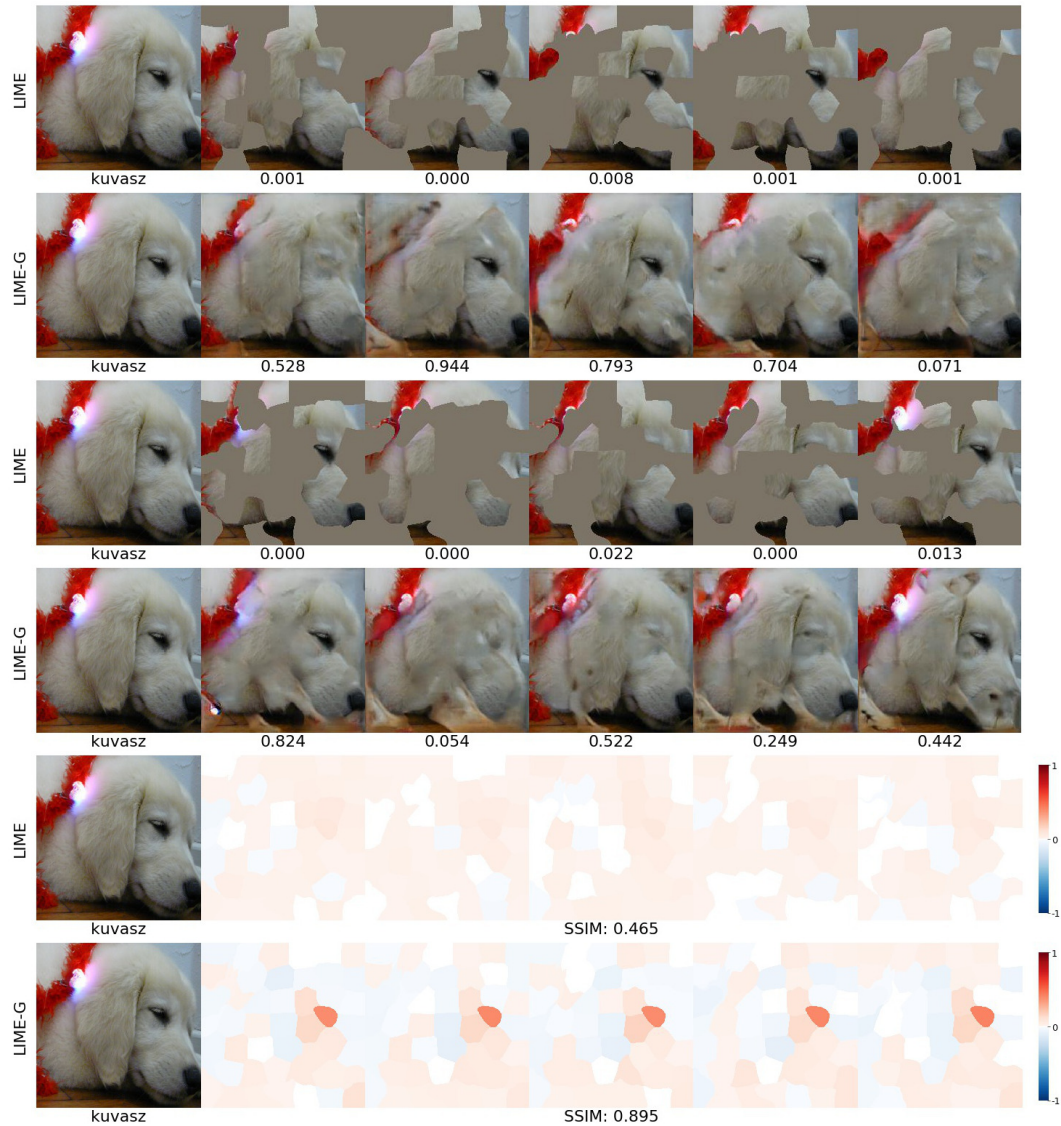 LIME
kuvasz 0.001 0.000 0.008 0.001 0.001
LIME-G
kuvasz 0.528 0.944 0.793 0.704 0.071
LIME
kuvasz 0.000 0.000 0.022 0.000 0.013
LIME-G
kuvasz 0.824 0.054 0.522 0.249 0.442
LIME
1
0
-1
kuvasz SSIM: 0.465
LIME-G
1
0
-1
kuvasz SSIM: 0.895